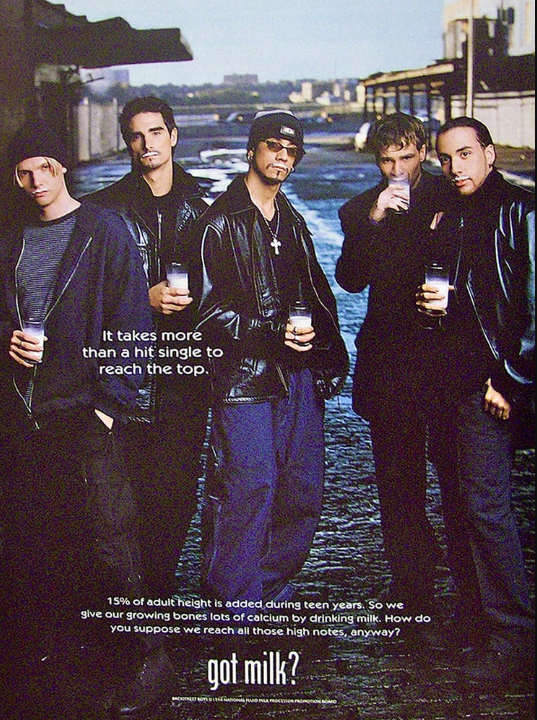 It takes more
than a hit single to
reach the top.
15% of adult height is added during teen years. So we
give our growing bones lots of calcium by drinking milk. How do
you suppose we reach all those high notes, anyway?
got milk?
BACKSTREET BOYS © 1998 NATIONAL FLUID MILK PROCESSOR PROMOTION BOARD